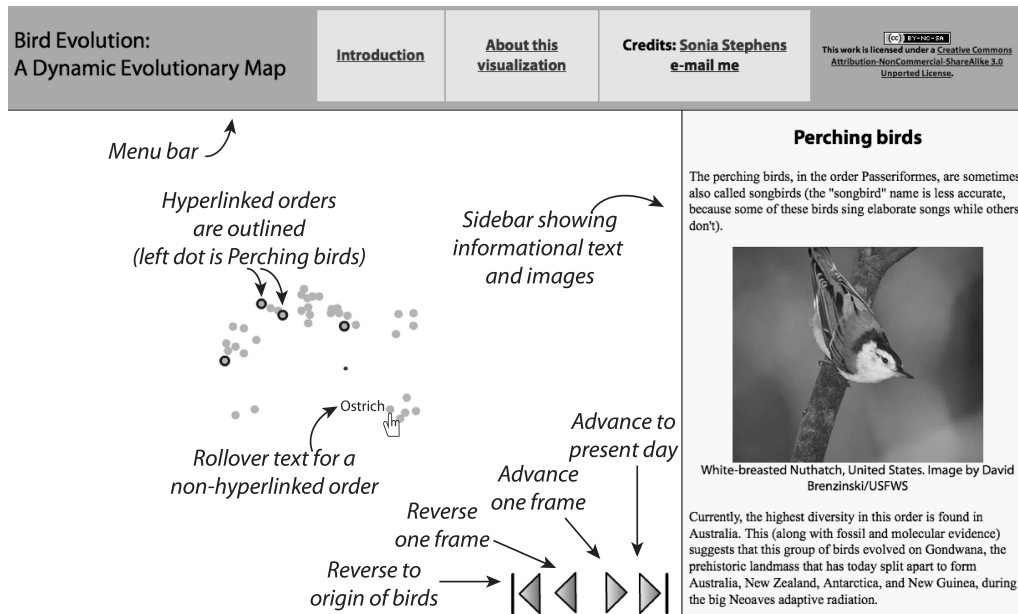 Bird Evolution:
A Dynamic Evolutionary Map
Introduction
About this
visualization
Credits: Sonia Stephens
e-mail me
(cc) BY-NC-SA
This work is licensed under a Creative Commons
Attribution-NonCommercial-ShareAlike 3.0
Unported License.
Menu bar
Hyperlinked orders
are outlined
(left dot is Perching birds)
Sidebar showing
informational text
and images
Ostrich
Rollover text for a
non-hyperlinked order
Advance to
present day
Advance
one frame
Reverse
one frame
Reverse to
origin of birds
Perching birds
The perching birds, in the order Passeriformes, are sometimes
also called songbirds (the "songbird" name is less accurate,
because some of these birds sing elaborate songs while others
don't).
White-breasted Nuthatch, United States. Image by David
Brenzinski/USFWS
Currently, the highest diversity in this order is found in
Australia. This (along with fossil and molecular evidence)
suggests that this group of birds evolved on Gondwana, the
prehistoric landmass that has today split apart to form
Australia, New Zealand, Antarctica, and New Guinea, during
the big Neoaves adaptive radiation.